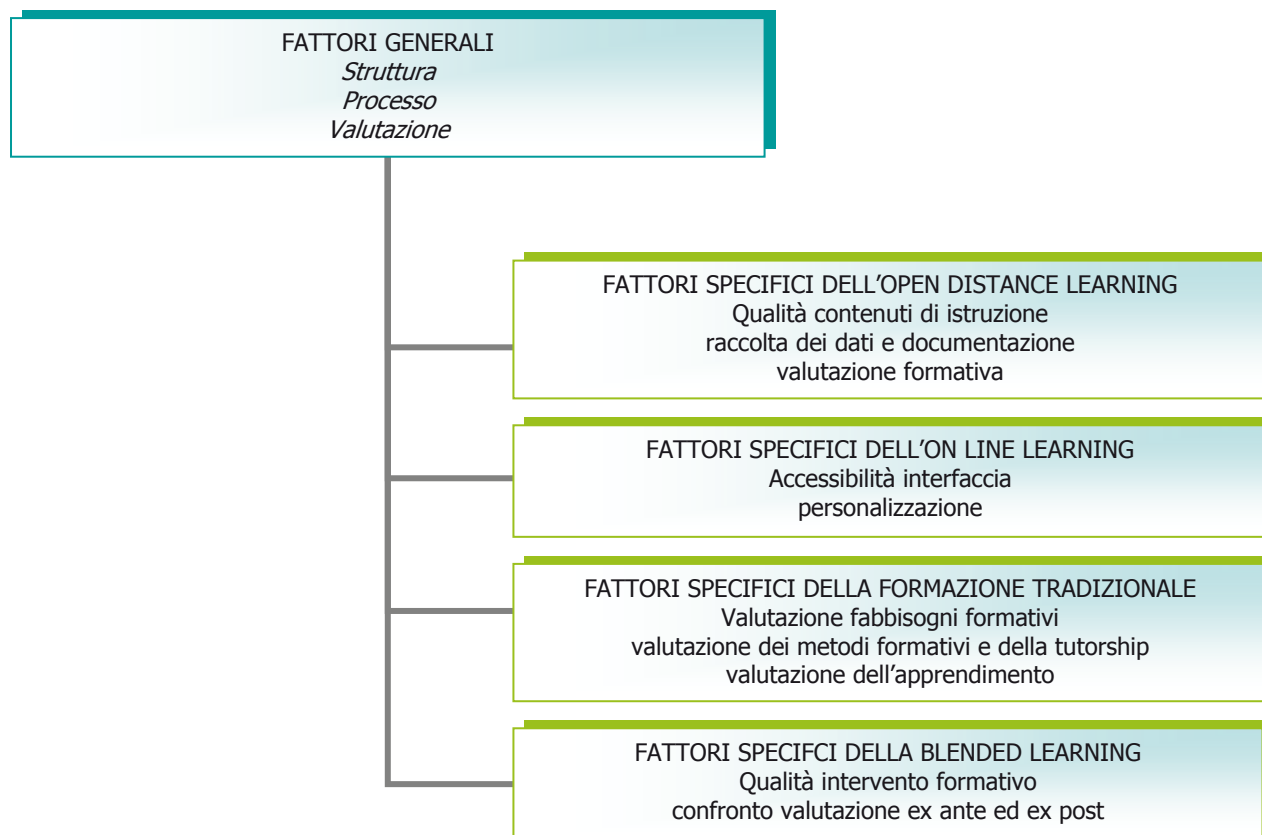 FATTORI GENERALI
Struttura
Processo
Valutazione
FATTORI SPECIFICI DELL’OPEN DISTANCE LEARNING
Qualità contenuti di istruzione
raccolta dei dati e documentazione
valutazione formativa
FATTORI SPECIFICI DELL’ON LINE LEARNING
Accessibilità interfaccia
personalizzazione
FATTORI SPECIFICI DELLA FORMAZIONE TRADIZIONALE
Valutazione fabbisogni formativi
valutazione dei metodi formativi e della tutorship
valutazione dell’apprendimento
FATTORI SPECIFCI DELLA BLENDED LEARNING
Qualità intervento formativo
confronto valutazione ex ante ed ex post